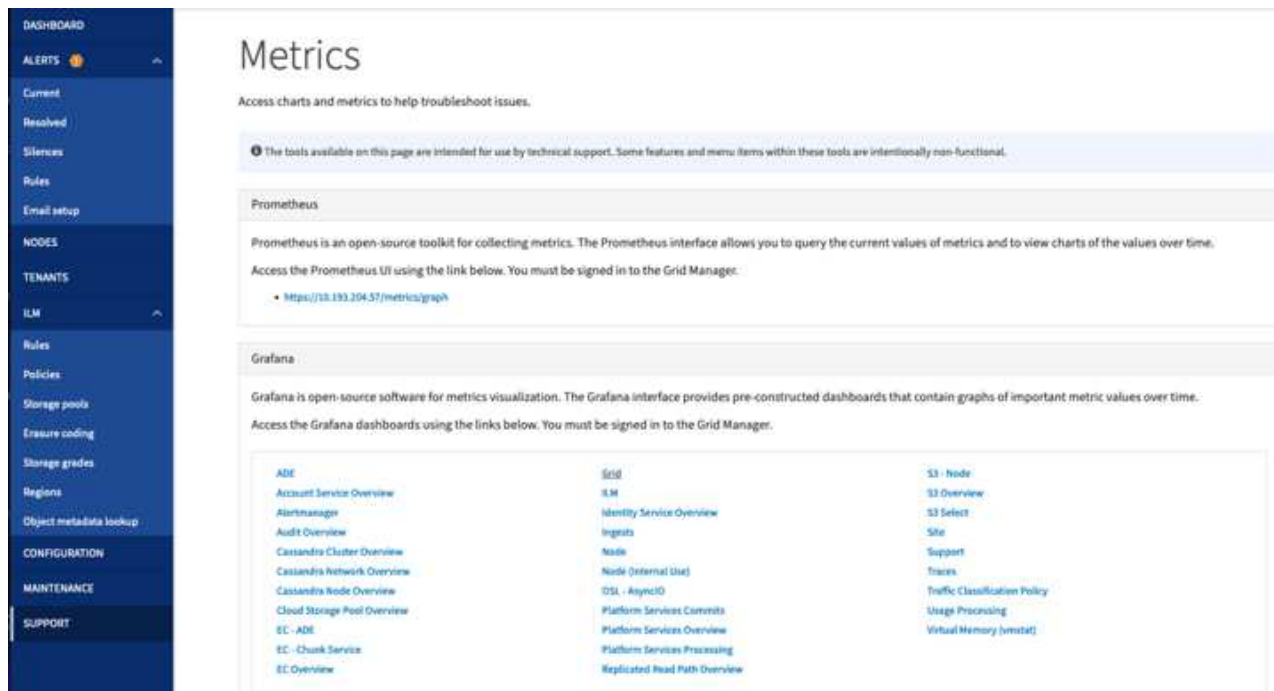 DASHBOARD
ALERTS
Current
Resolved
Silences
Rules
Email setup
NODES
TENANTS
ILM
Rules
Policies
Storage pools
Erasure coding
Storage grades
Regions
Object metadata lookup
CONFIGURATION
MAINTENANCE
SUPPORT
Metrics
Access charts and metrics to help troubleshoot issues.
The tools available on this page are intended for use by technical support. Some features and menu items within these tools are intentionally non-functional.
Prometheus
Prometheus is an open-source toolkit for collecting metrics. The Prometheus interface allows you to query the current values of metrics and to view charts of the values over time.
Access the Prometheus UI using the link below. You must be signed in to the Grid Manager.
• https://10.193.204.57/metrics/graph
Grafana
Grafana is open-source software for metrics visualization. The Grafana interface provides pre-constructed dashboards that contain graphs of important metric values over time.
Access the Grafana dashboards using the links below. You must be signed in to the Grid Manager.
ADE
Account Service Overview
Alertmanager
Audit Overview
Cassandra Cluster Overview
Cassandra Network Overview
Cassandra Node Overview
Cloud Storage Pool Overview
EC - ADE
EC - Chunk Service
EC Overview
Grid
ILM
Identity Service Overview
Ingests
Node
Node (Internal Use)
OSL - AsyncIO
Platform Services Commits
Platform Services Overview
Platform Services Processing
Replicated Read Path Overview
S3 - Node
S3 Overview
S3 Select
Site
Support
Traces
Traffic Classification Policy
Usage Processing
Virtual Memory (vmstat)